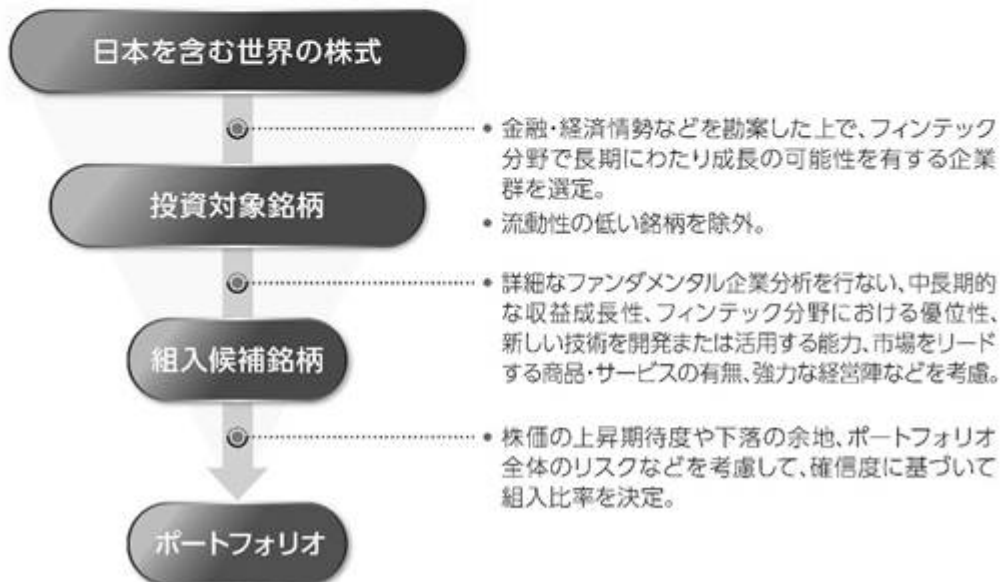 日本を含む世界の株式
• 金融・経済情勢などを勘案した上で、フィンテック
分野で長期にわたり成長の可能性を有する企業
群を選定。
• 流動性の低い銘柄を除外。
投資対象銘柄
• 詳細なファンダメンタル企業分析を行ない、中長期的
な収益成長性、フィンテック分野における優位性、
新しい技術を開発または活用する能力、市場をリード
する商品・サービスの有無、強力な経営陣などを考慮。
組入候補銘柄
• 株価の上昇期待度や下落の余地、ポートフォリオ
全体のリスクなどを考慮して、確信度に基づいて
組入比率を決定。
ポートフォリオ